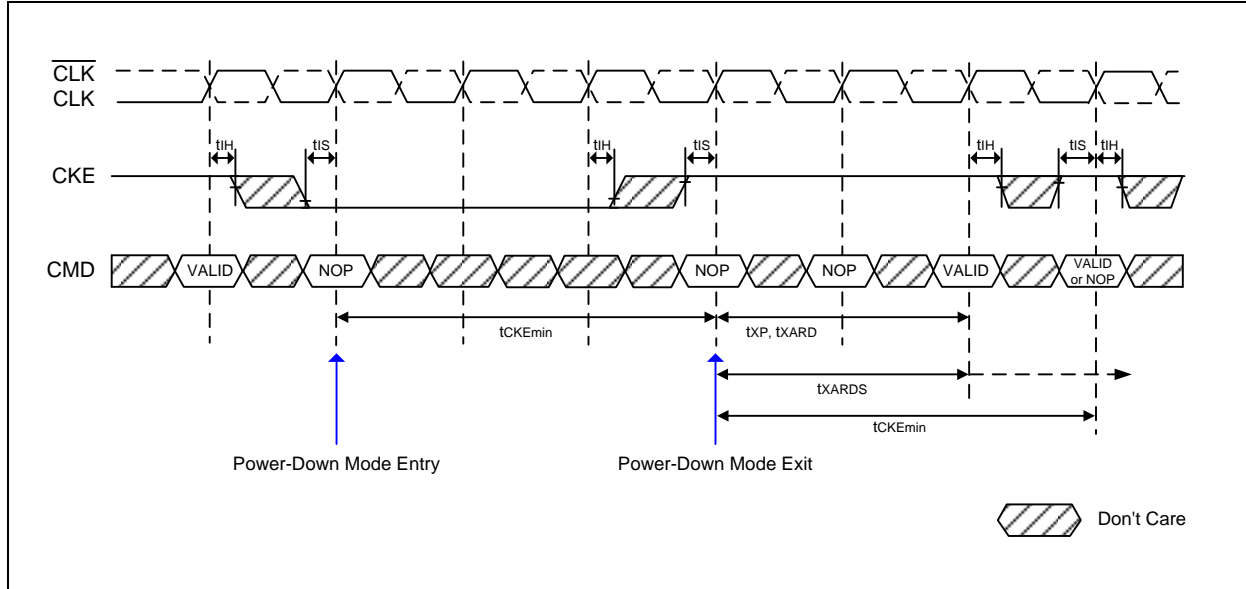 CLK
CLK
tIH tIS tIH tIS tIH tIS tIH
CKE
CMD VALID NOP NOP NOP VALID VALID
or NOP
tCKEmin tXP, tXARD
tXARDS
tCKEmin
Power-Down Mode Entry Power-Down Mode Exit
Don't Care